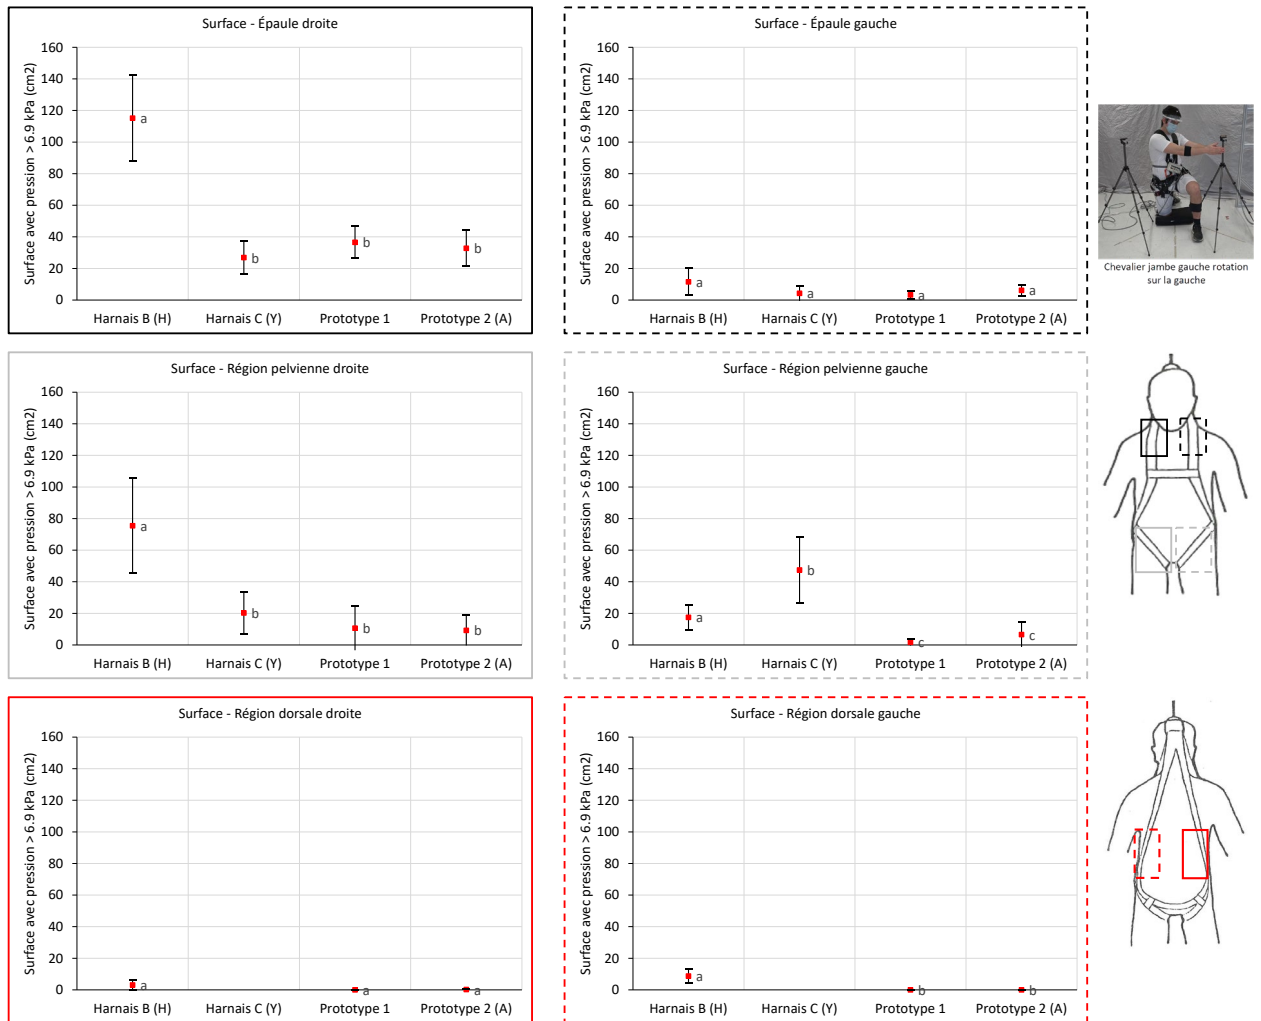 Surface - Épaule droite
Surface avec pression > 6.9 kPa (cm2)
160
140
120
100
80
60
40
20
0
a
b
b
b
Harnais B (H)
Harnais C (Y)
Prototype 1
Prototype 2 (A)
Surface - Épaule gauche
Surface avec pression > 6.9 kPa (cm2)
160
140
120
100
80
60
40
20
0
a
a
a
a
Harnais B (H)
Harnais C (Y)
Prototype 1
Prototype 2 (A)
Chevalier jambe gauche rotation
sur la gauche
Surface - Région pelvienne droite
Surface avec pression > 6.9 kPa (cm2)
160
140
120
100
80
60
40
20
0
a
b
b
b
Harnais B (H)
Harnais C (Y)
Prototype 1
Prototype 2 (A)
Surface - Région pelvienne gauche
Surface avec pression > 6.9 kPa (cm2)
160
140
120
100
80
60
40
20
0
a
b
c
c
Harnais B (H)
Harnais C (Y)
Prototype 1
Prototype 2 (A)
Surface - Région dorsale droite
Surface avec pression > 6.9 kPa (cm2)
160
140
120
100
80
60
40
20
0
a
a
a
Harnais B (H)
Harnais C (Y)
Prototype 1
Prototype 2 (A)
Surface - Région dorsale gauche
Surface avec pression > 6.9 kPa (cm2)
160
140
120
100
80
60
40
20
0
a
b
b
Harnais B (H)
Harnais C (Y)
Prototype 1
Prototype 2 (A)